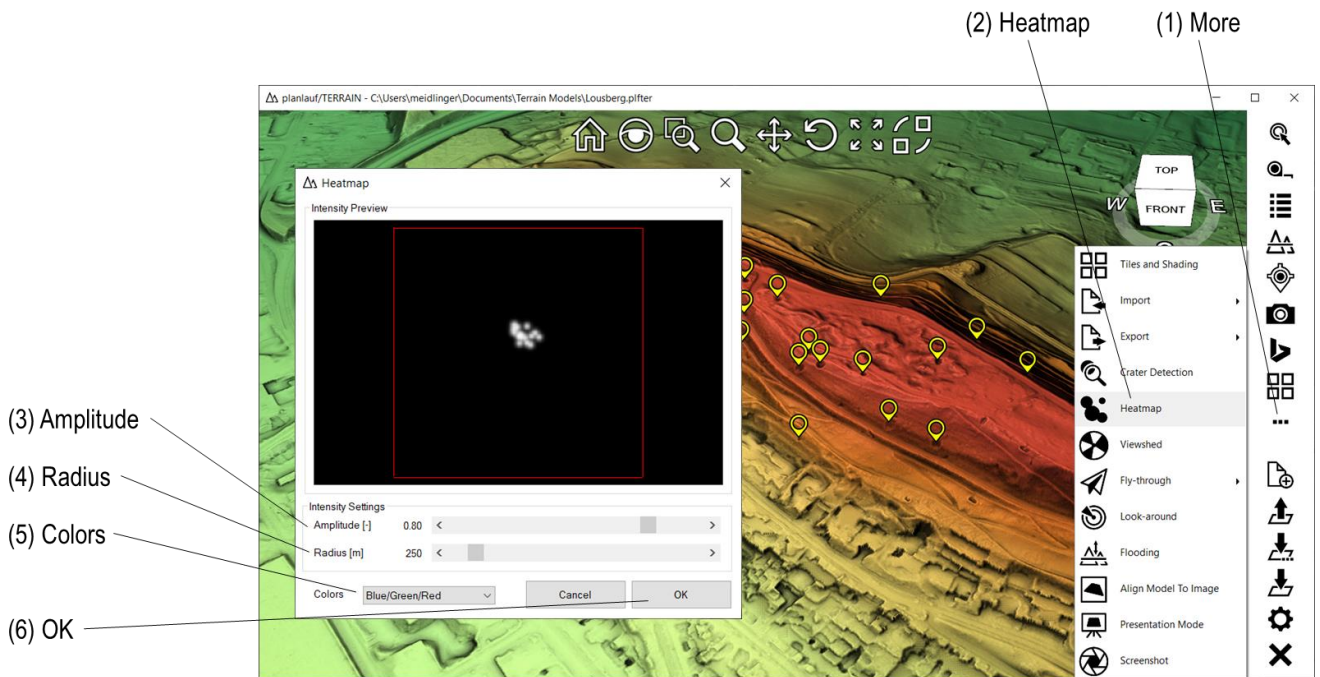 (2) Heatmap
(1) More
planlauf/TERRAIN - C:\Users\meidlinger\Documents\Terrain Models\Lousberg.plfter
Heatmap
Intensity Preview
TOP
W
FRONT
E
Tiles and Shading
Import
Export
Crater Detection
Heatmap
Viewshed
Fly-through
Look-around
Flooding
Align Model To Image
Presentation Mode
Screenshot
(3) Amplitude
(4) Radius
(5) Colors
(6) OK
Intensity Settings
Amplitude [-] 0.80
Radius [m] 250
Colors Blue/Green/Red Cancel OK